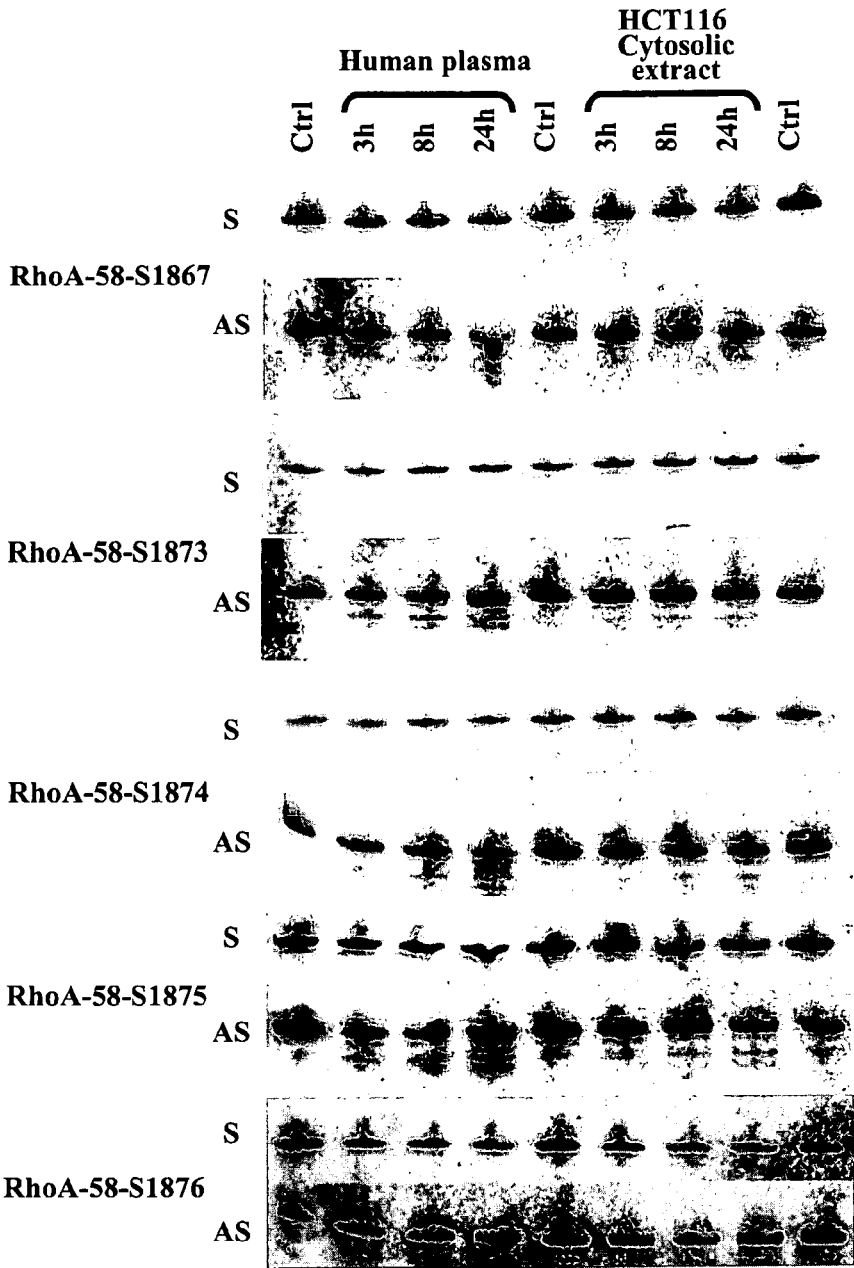 HCT116
Cytosolic
extract
Human plasma
Ctrl 3h 8h 24h Ctrl 3h 8h 24h Ctrl
S
RhoA-58-S1867
AS
S
RhoA-58-S1873
AS
S
RhoA-58-S1874
AS
S
RhoA-58-S1875
AS
S
RhoA-58-S1876
AS